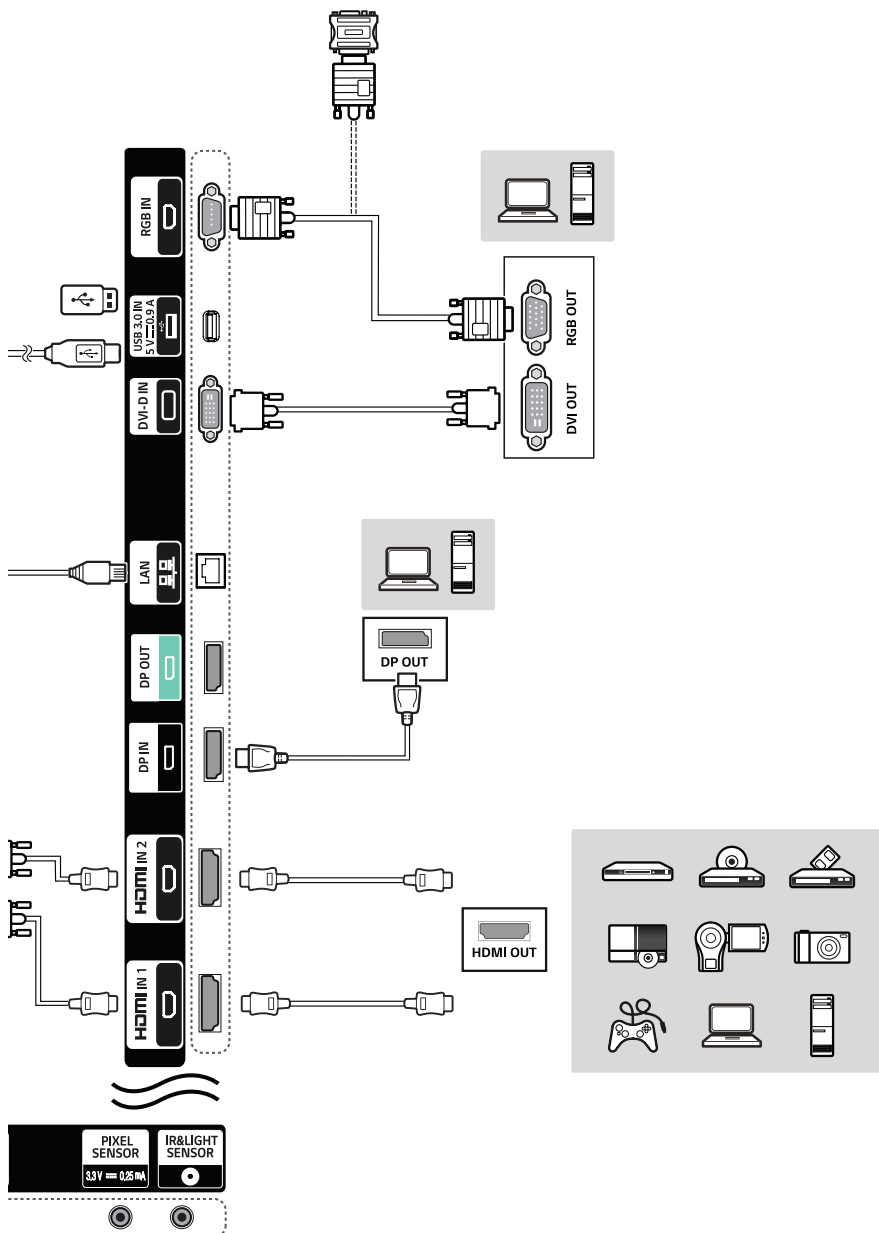 RGB IN
USB 3.0 IN
5 V⎓0.9 A
DVI-D IN
RGB OUT
DVI OUT
LAN
DP OUT
DP OUT
DP IN
HDMI IN 2
HDMI OUT
HDMI IN 1
PIXEL
SENSOR
3.3 V ⎓ 0.25 mA
IR&LIGHT
SENSOR